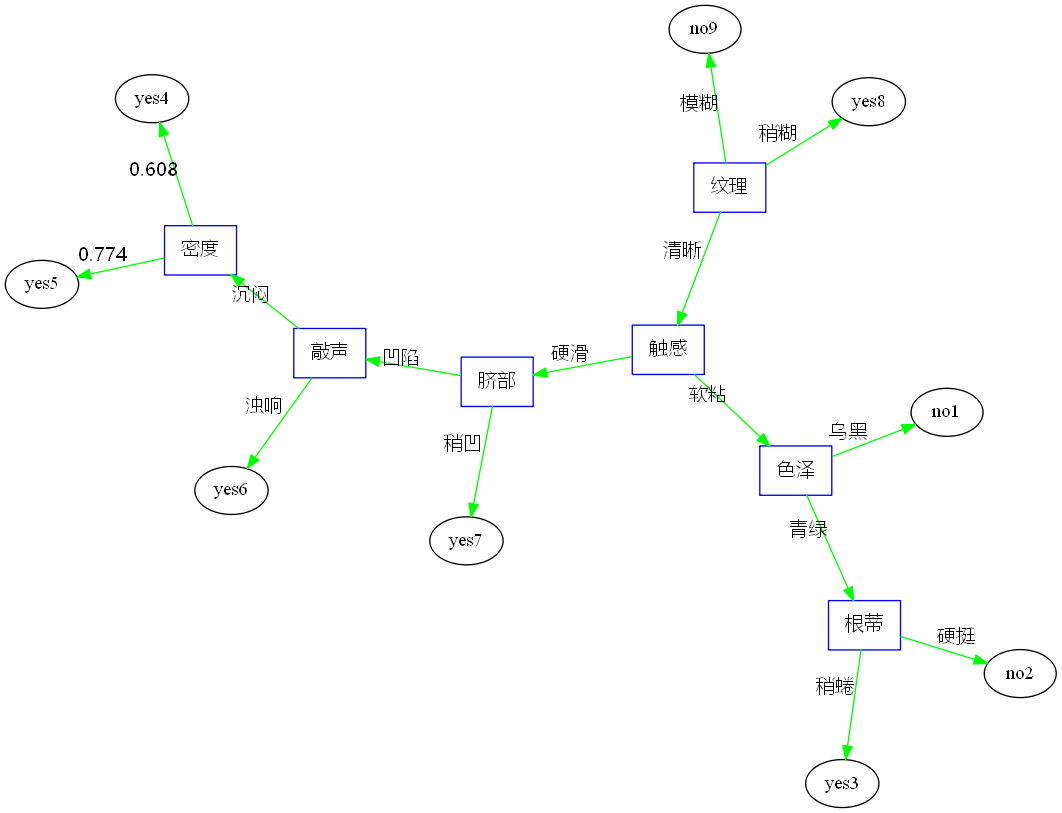 no9
yes4
yes8
模糊
稍糊
0.608
纹理
密度
清晰
0.774
yes5
沉闷
敲声
触感
硬滑
凹陷
脐部
软粘
浊响
no1
乌黑
稍凹
色泽
yes6
青绿
yes7
根蒂
硬挺
no2
稍蜷
yes3